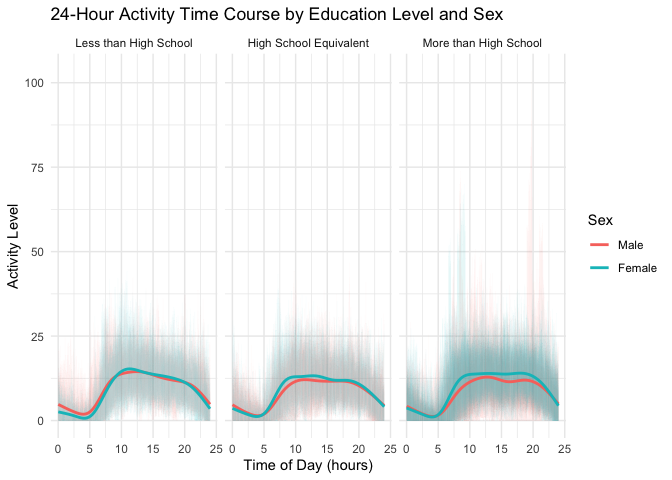 24-Hour Activity Time Course by Education Level and Sex
Less than High School
High School Equivalent
More than High School
100
75
50
25
0
Activity Level
0 5 10 15 20 25
0 5 10 15 20 25
0 5 10 15 20 25
Time of Day (hours)
Sex
Male
Female